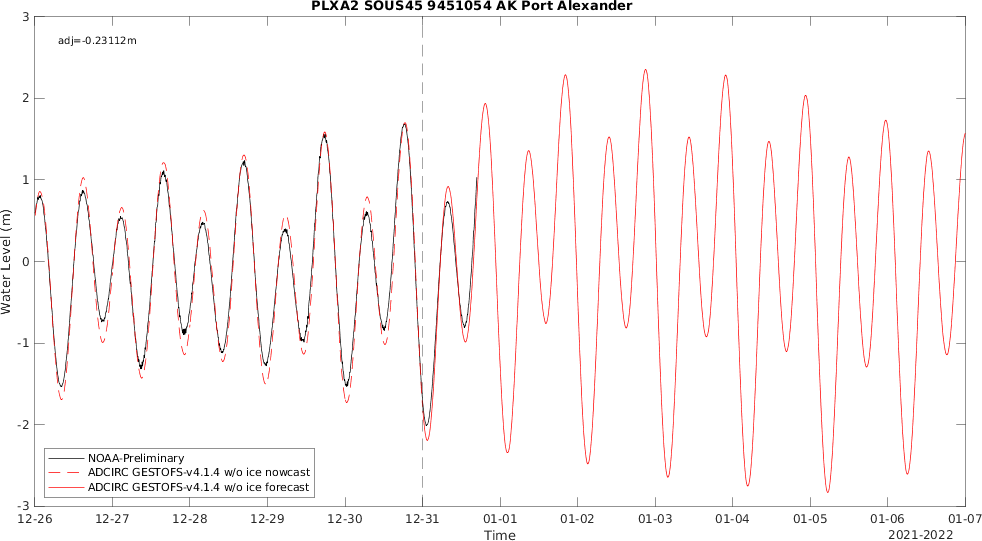 PLXA2 SOUS45 9451054 AK Port Alexander
adj=-0.23112m
3
2
1
0
-1
-2
-3
Water Level (m)
NOAA-Preliminary
ADCIRC GESTOFS-v4.1.4 w/o ice nowcast
ADCIRC GESTOFS-v4.1.4 w/o ice forecast
12-26 12-27 12-28 12-29 12-30 12-31 01-01 01-02 01-03 01-04 01-05 01-06 01-07
Time
2021-2022